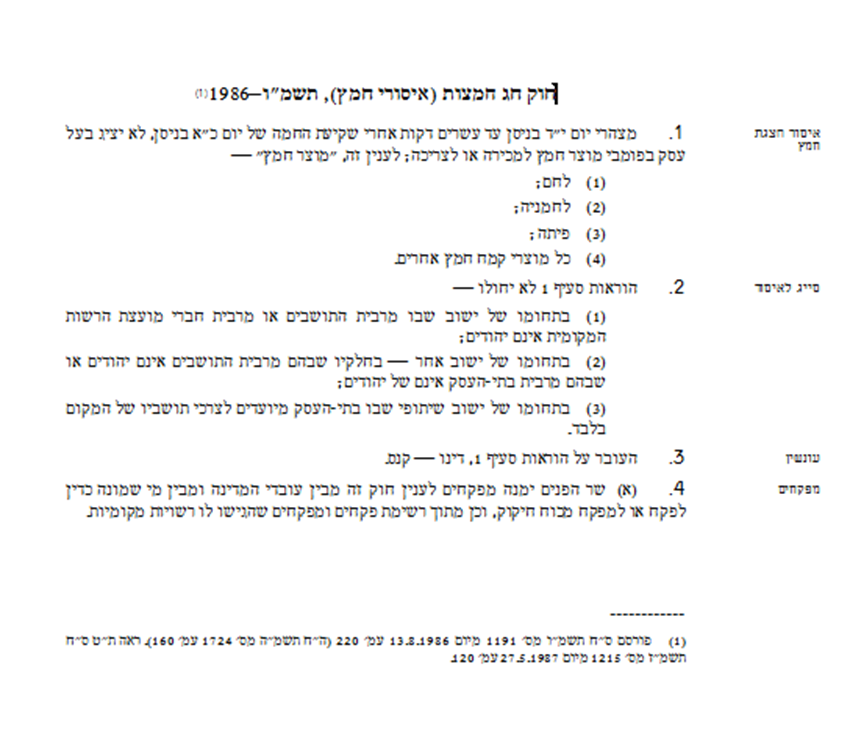 חוק חג המצות (איסורי חמץ), תשמ"ו–1986(1)
איסור הצגת
חמץ
1. מצהרי יום י"ד בניסן עד עשרים דקות אחרי שקיעת החמה של יום כ"א בניסן, לא יציג בעל
עסק בפומבי מוצר חמץ למכירה או לצריכה; לענין זה, "מוצר חמץ" —
(1) לחם;
(2) לחמניה;
(3) פיתה;
(4) כל מוצרי קמח חמץ אחרים.
סייג לאיסור
2. הוראות סעיף 1 לא יחולו —
(1) בתחומו של ישוב שבו מרבית התושבים או מרבית חברי מועצת הרשות
המקומית אינם יהודים;
(2) בתחומו של ישוב אחר — בחלקיו שבהם מרבית התושבים אינם יהודים או
שבהם מרבית בתי-העסק אינם של יהודים;
(3) בתחומו של ישוב שיתופי שבו בתי-העסק מיועדים לצרכי תושביו של המקום
בלבד.
עונשין
3. העובר על הוראות סעיף 1, דינו — קנס.
מפקחים
4. (א) שר הפנים ימנה מפקחים לענין חוק זה מבין עובדי המדינה ומבין מי שמונה כדין
לפקח או למפקח מכוח חיקוק, וכן מתוך רשימת פקחים ומפקחים שהגישו לו רשויות מקומיות.
------------
(1) פורסם ס"ח תשמ"ו מס' 1191 מיום 13.8.1986 עמ' 220 (ה"ח תשמ"ה מס' 1724 עמ' 160). ראה ת"ט ס"ח
תשמ"ז מס' 1215 מיום 27.5.1987 עמ' 120.